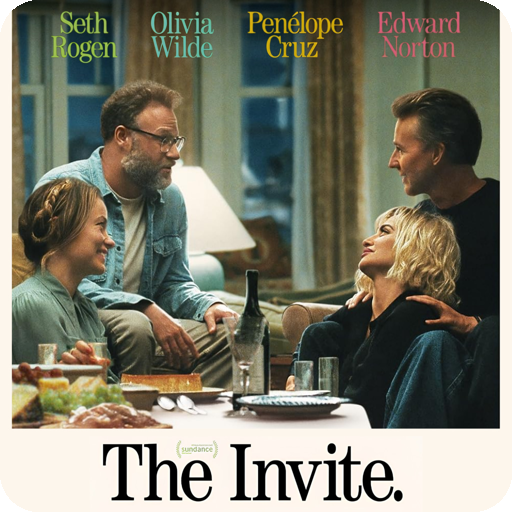 Seth Olivia Penélope Edward
Rogen Wilde Cruz Norton
sundance
The Invite.